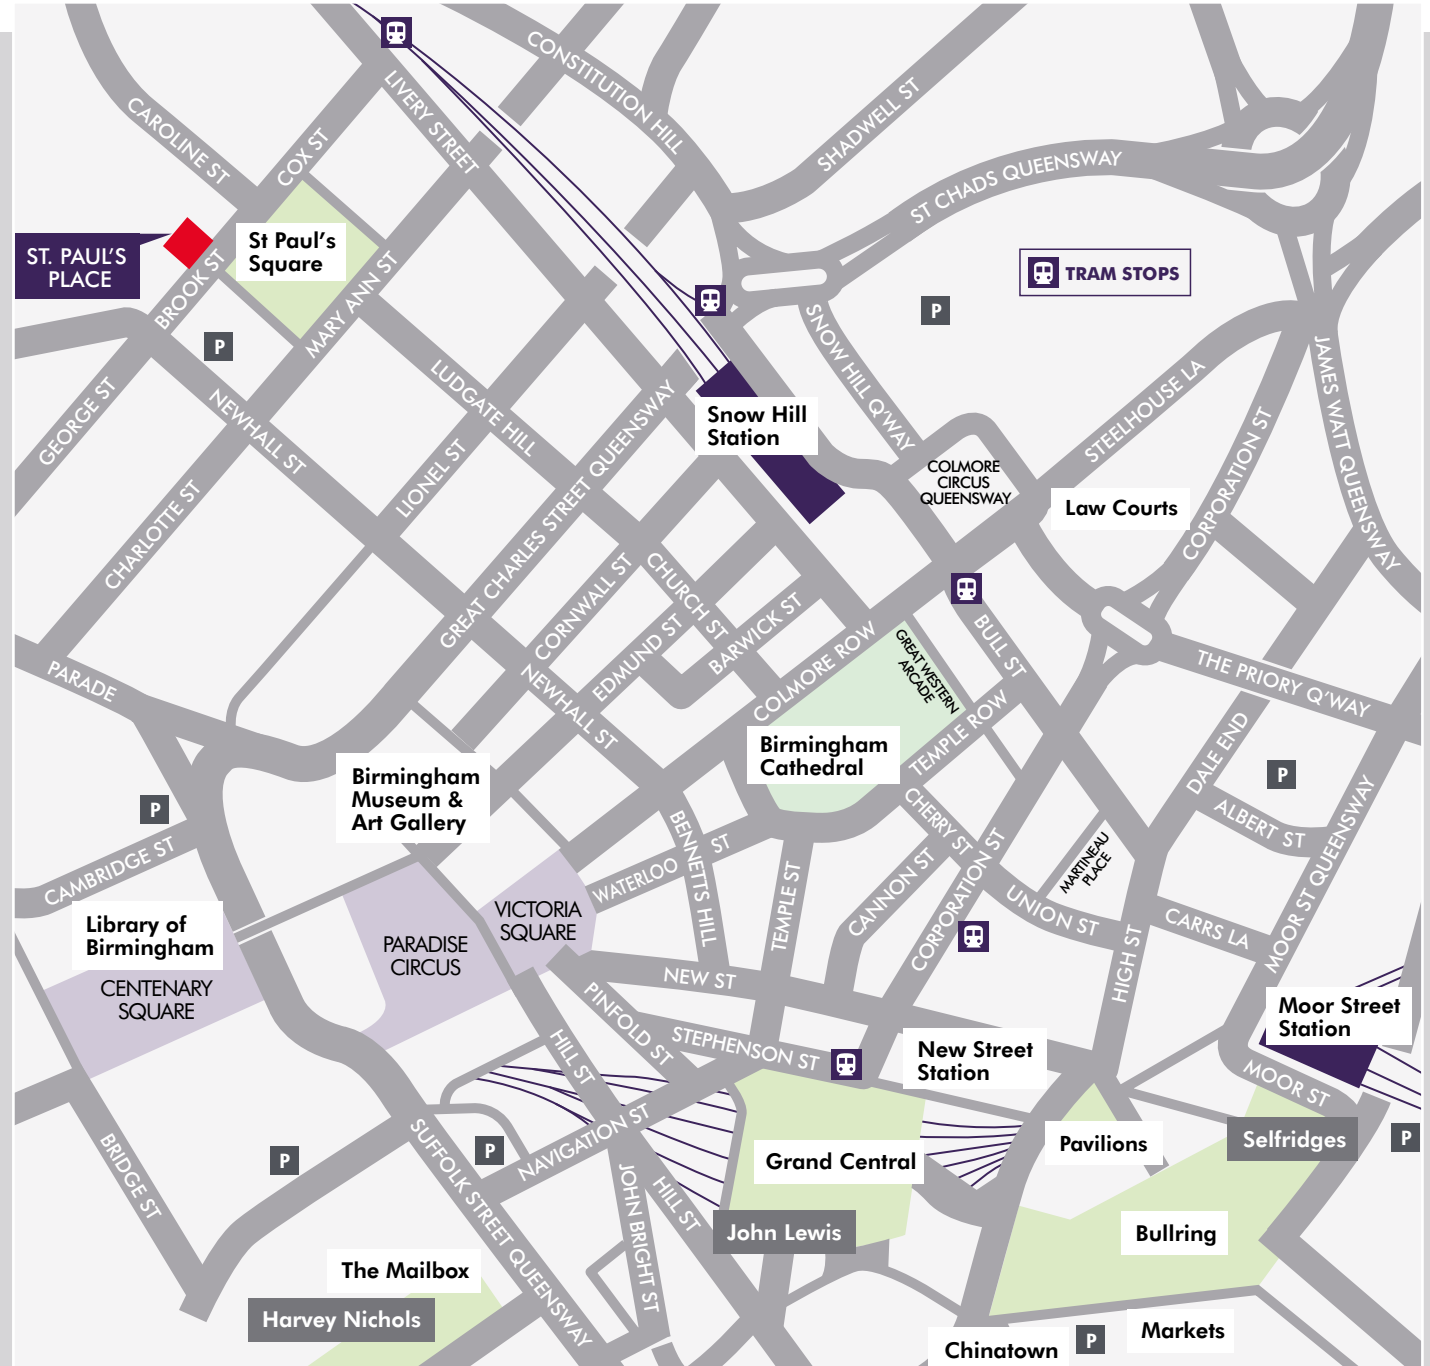 CONSTITUTION HILL
LIVERY STREET
CAROLINE ST
COX ST
SHADWELL ST
ST CHADS QUEENSWAY
ST. PAUL'S
PLACE
St Paul's
Square
BROOK ST
MARY ANN ST
TRAM STOPS
P
P
SNOW HILL Q'WAY
JAMES WATT QUEENSWAY
GEORGE ST
NEWHALL ST
LUDGATE HILL
STEELHOUSE LA
Snow Hill
Station
GREAT CHARLES STREET QUEENSWAY
LIONEL ST
COLMORE
CIRCUS
QUEENSWAY
CORPORATION ST
Law Courts
CHARLOTTE ST
CORNWALL ST
CHURCH ST
EDMUND ST
BARWICK ST
COLMORE ROW
GREAT WESTERN
ARCADE
BULL ST
THE PRIORY Q'WAY
PARADE
NEWHALL ST
TEMPLE ROW
Birmingham
Cathedral
DALE END
P
Birmingham
Museum &
Art Gallery
P
ALBERT ST
MOOR ST QUEENSWAY
CHERRY ST
BENNETTS HILL
WATERLOO ST
CAMBRIDGE ST
TEMPLE ST
CANNON ST
CORPORATION ST
MARTINEAU
PLACE
UNION ST
CARRS LA
HIGH ST
Library of
Birmingham
VICTORIA
SQUARE
PARADISE
CIRCUS
CENTENARY
SQUARE
NEW ST
PINFOLD ST
STEPHENSON ST
HILL ST
New Street
Station
Moor Street
Station
MOOR ST
BRIDGE ST
P
P
SUFFOLK STREET QUEENSWAY
NAVIGATION ST
JOHN BRIGHT ST
HILL ST
Grand Central
Pavilions
Selfridges
P
John Lewis
Bullring
The Mailbox
Harvey Nichols
Chinatown
P
Markets